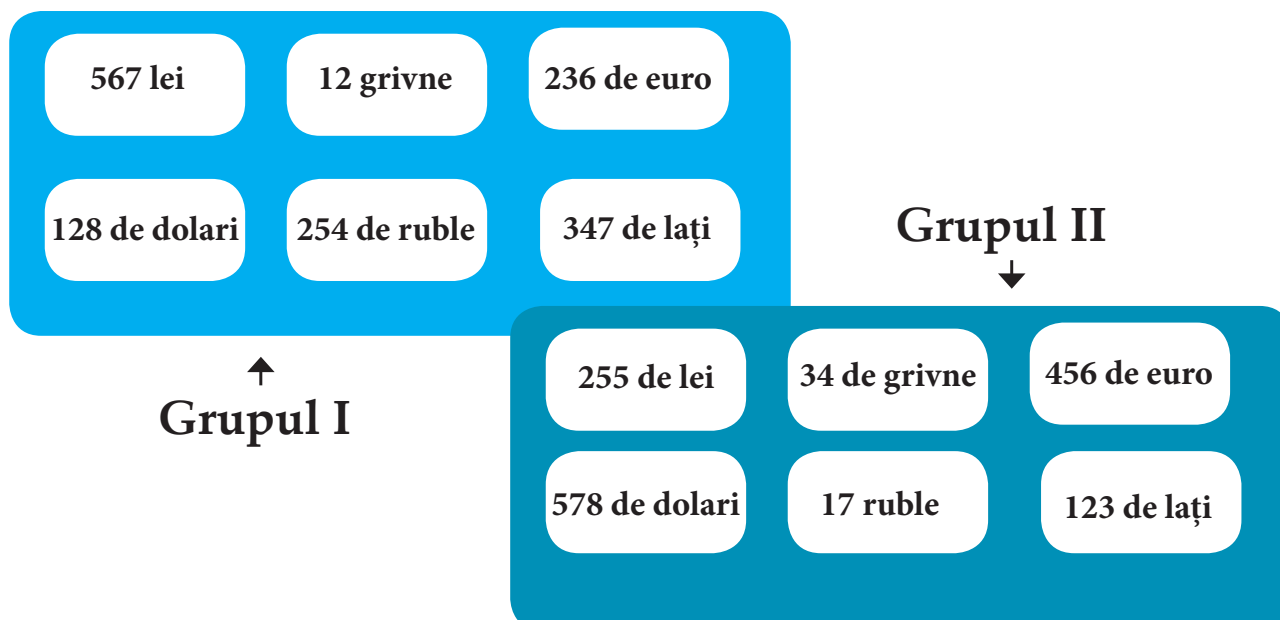 567 lei
12 grivne
236 de euro
128 de dolari
254 de ruble
347 de lați
Grupul I
Grupul II
255 de lei
34 de grivne
456 de euro
578 de dolari
17 ruble
123 de lați